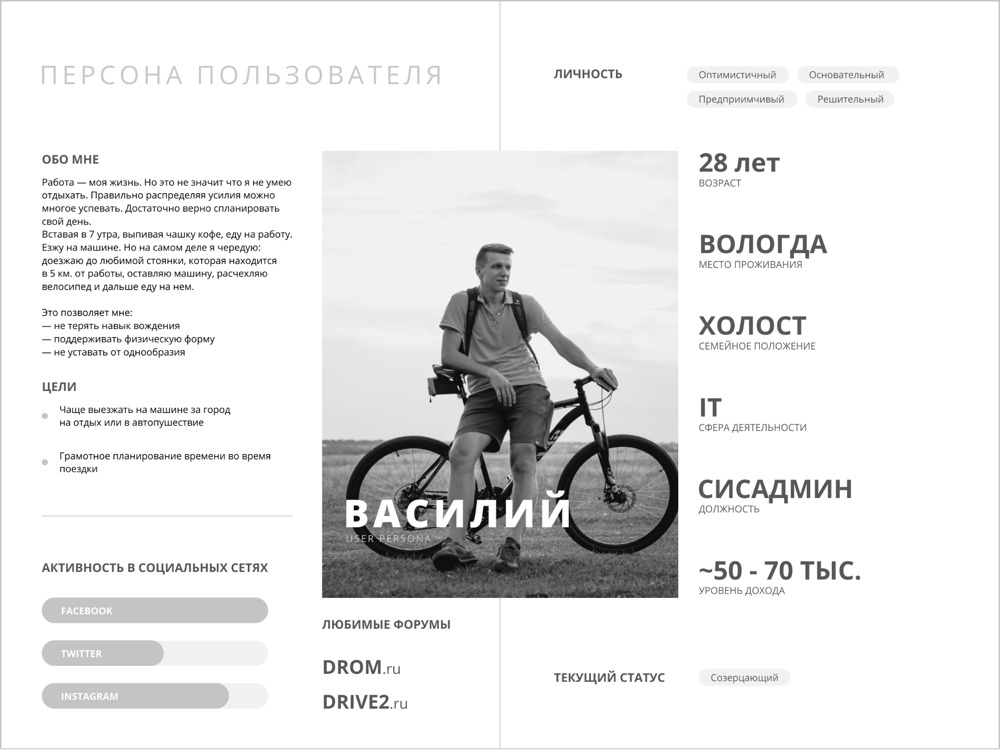 ПЕРСОНА ПОЛЬЗОВАТЕЛЯ
ОБО МНЕ
Работа — моя жизнь. Но это не значит что я не умею
отдыхать. Правильно распределяя усилия можно
многое успевать. Достаточно верно спланировать
свой день.
Вставая в 7 утра, выпивая чашку кофе, еду на работу.
Езжу на машине. Но на самом деле я чередую:
доезжаю до любимой стоянки, которая находится
в 5 км. от работы, оставляю машину, расчехляю
велосипед и дальше еду на нем.
Это позволяет мне:
— не терять навык вождения
— поддерживать физическую форму
— не уставать от однообразия
ЦЕЛИ
Чаще выезжать на машине за город
на отдых или в автопушествие
Грамотное планирование времени во время
поездки
АКТИВНОСТЬ В СОЦИАЛЬНЫХ СЕТЯХ
FACEBOOK
TWITTER
INSTAGRAM
ВАСИЛИЙ
USER PERSONA
ЛЮБИМЫЕ ФОРУМЫ
DROM.ru
DRIVE2.ru
ЛИЧНОСТЬ
Оптимистичный Основательный
Предприимчивый Решительный
28 лет
ВОЗРАСТ
ВОЛОГДА
МЕСТО ПРОЖИВАНИЯ
ХОЛОСТ
СЕМЕЙНОЕ ПОЛОЖЕНИЕ
IT
СФЕРА ДЕЯТЕЛЬНОСТИ
СИСАДМИН
ДОЛЖНОСТЬ
~50 - 70 ТЫС.
УРОВЕНЬ ДОХОДА
ТЕКУЩИЙ СТАТУС
Созерцающий